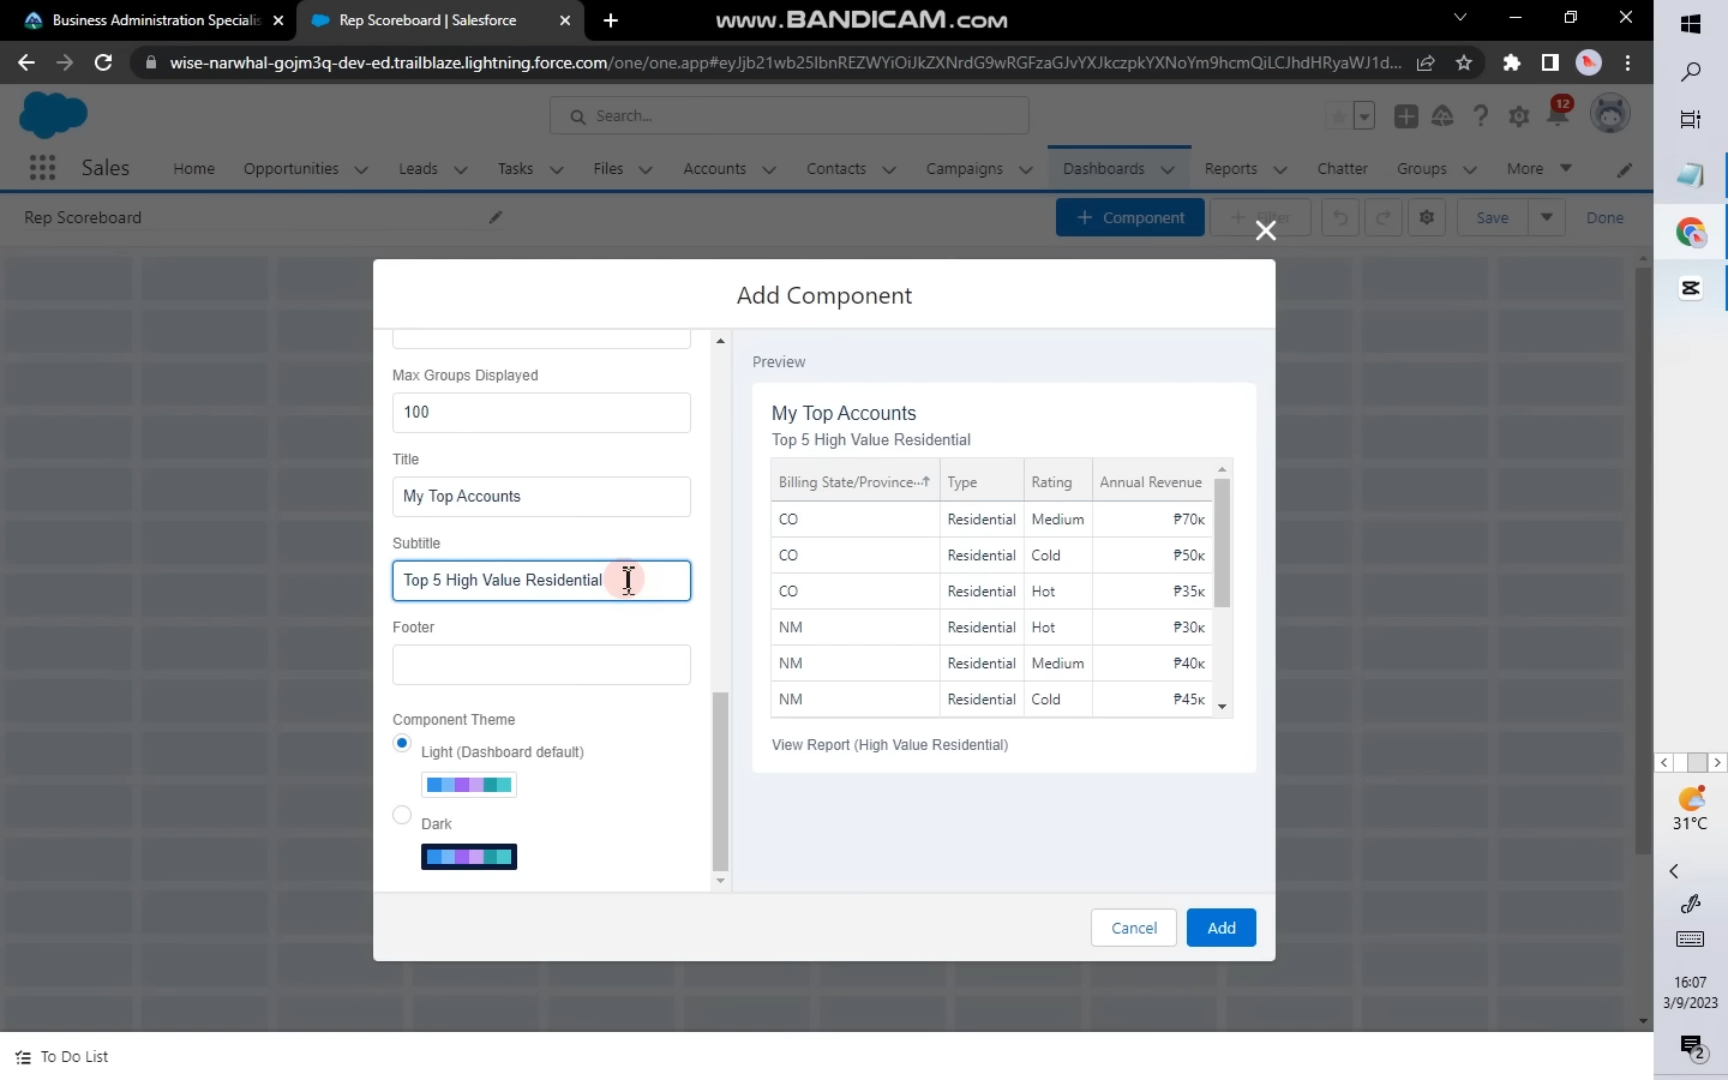 Business Administration Specialis
Rep Scoreboard | Salesforce
www.BANDICAM.com
wise-narwhal-gojm3q-dev-ed.trailblaze.lightning.force.com/one/one.app#eyJjb21wb25lbnREZWYiOiJkZXNrdG9wRGFzaGJvYXJkczpkYXNoYm9hcmQiLCJhdHRyaWJ1d...
Search...
12
Sales
Home
Opportunities
Leads
Tasks
Files
Accounts
Contacts
Campaigns
Dashboards
Reports
Chatter
Groups
More
Rep Scoreboard
+ Component
+ Filter
Save
Done
Add Component
Max Groups Displayed
100
Title
My Top Accounts
Subtitle
Top 5 High Value Residential
Footer
Component Theme
Light (Dashboard default)
Dark
Preview
My Top Accounts
Top 5 High Value Residential
Billing State/Province... Type Rating Annual Revenue
CO Residential Medium ₱70K
CO Residential Cold ₱50K
CO Residential Hot ₱35K
NM Residential Hot ₱30K
NM Residential Medium ₱40K
NM Residential Cold ₱45K
View Report (High Value Residential)
Cancel
Add
To Do List
31°C
16:07
3/9/2023
2